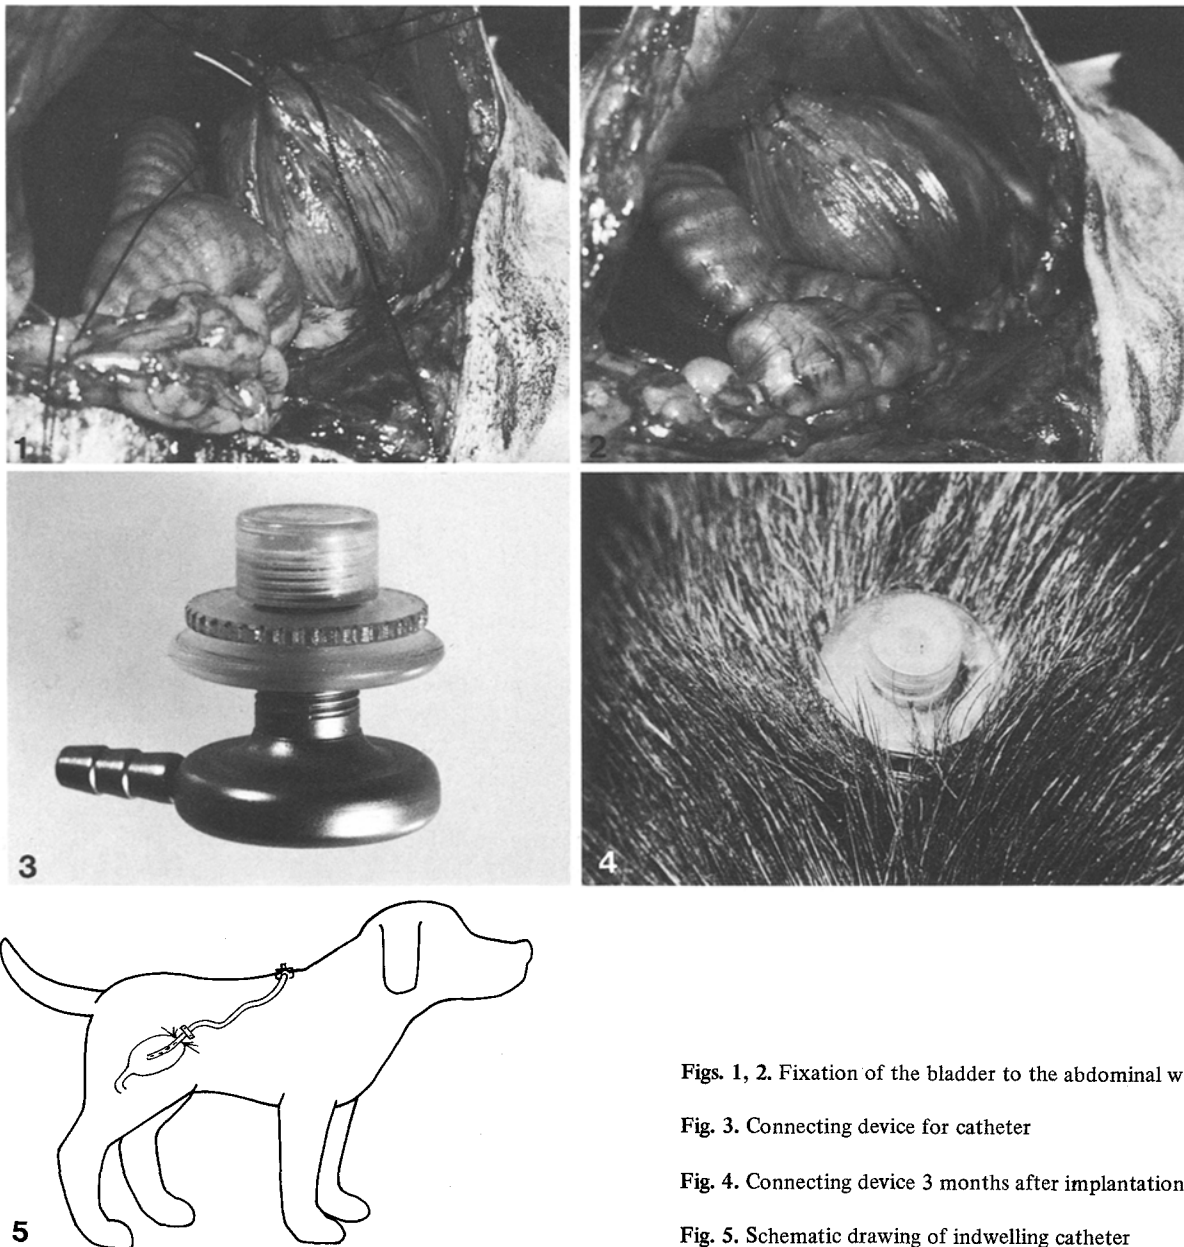 1
2
3
4
5
Figs. 1, 2. Fixation of the bladder to the abdominal w
Fig. 3. Connecting device for catheter
Fig. 4. Connecting device 3 months after implantation
Fig. 5. Schematic drawing of indwelling catheter